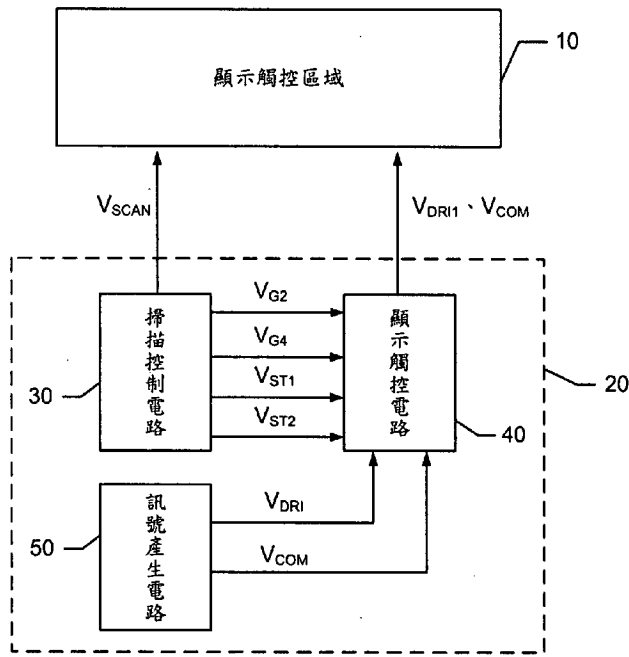 10
顯示觸控區域
V_SCAN
V_DRI1、V_COM
掃描控制電路
30
V_G2
V_G4
V_ST1
V_ST2
顯示觸控電路
40
20
訊號產生電路
50
V_DRI
V_COM